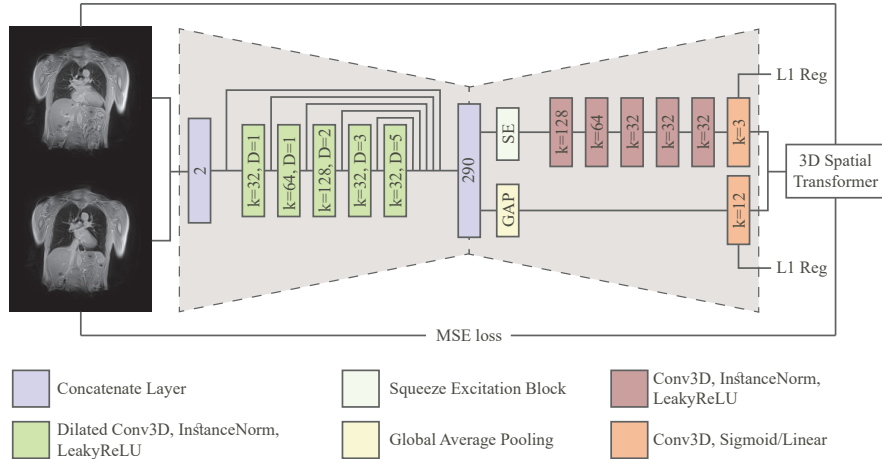 L1 Reg
2
k=32, D=1
k=64, D=1
k=128, D=2
k=32, D=3
k=32, D=5
290
SE
GAP
k=128
k=64
k=32
k=32
k=32
k=3
k=12
3D Spatial
Transformer
L1 Reg
MSE loss
Concatenate Layer
Squeeze Excitation Block
Conv3D, InstanceNorm,
LeakyReLU
Dilated Conv3D, InstanceNorm,
LeakyReLU
Global Average Pooling
Conv3D, Sigmoid/Linear